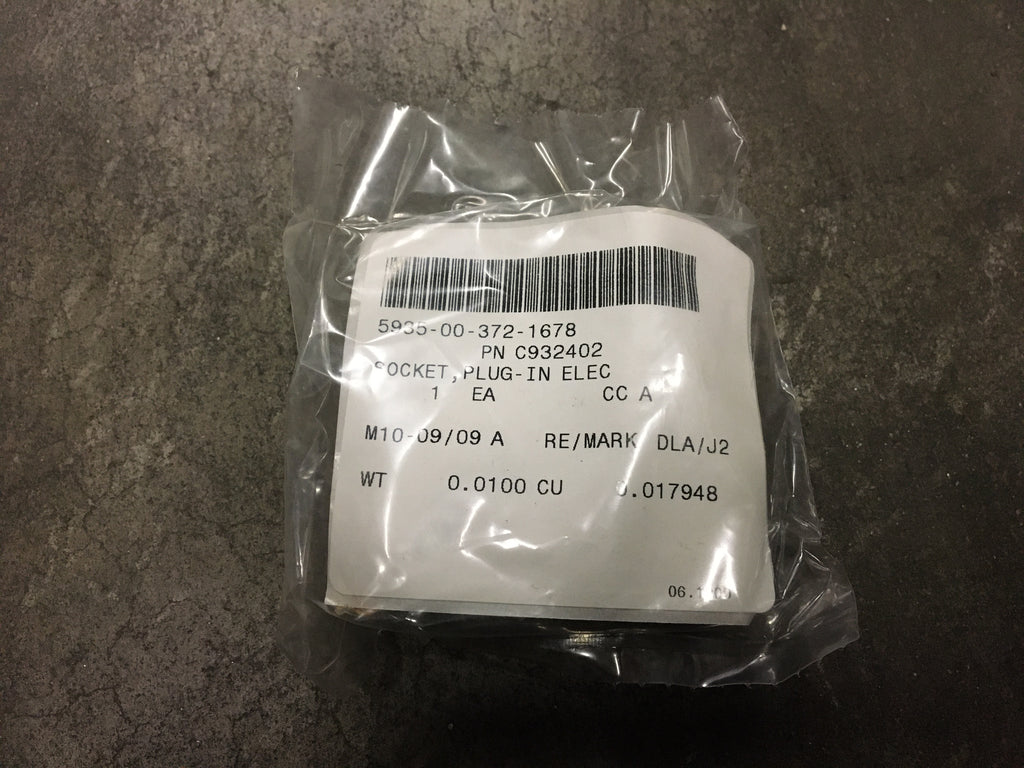 5935-00-372-1678
PN C932402
SOCKET,PLUG-IN ELEC
1 EA CC A
M10-09/09 A RE/MARK DLA/J2
WT 0.0100 CU 0.017948